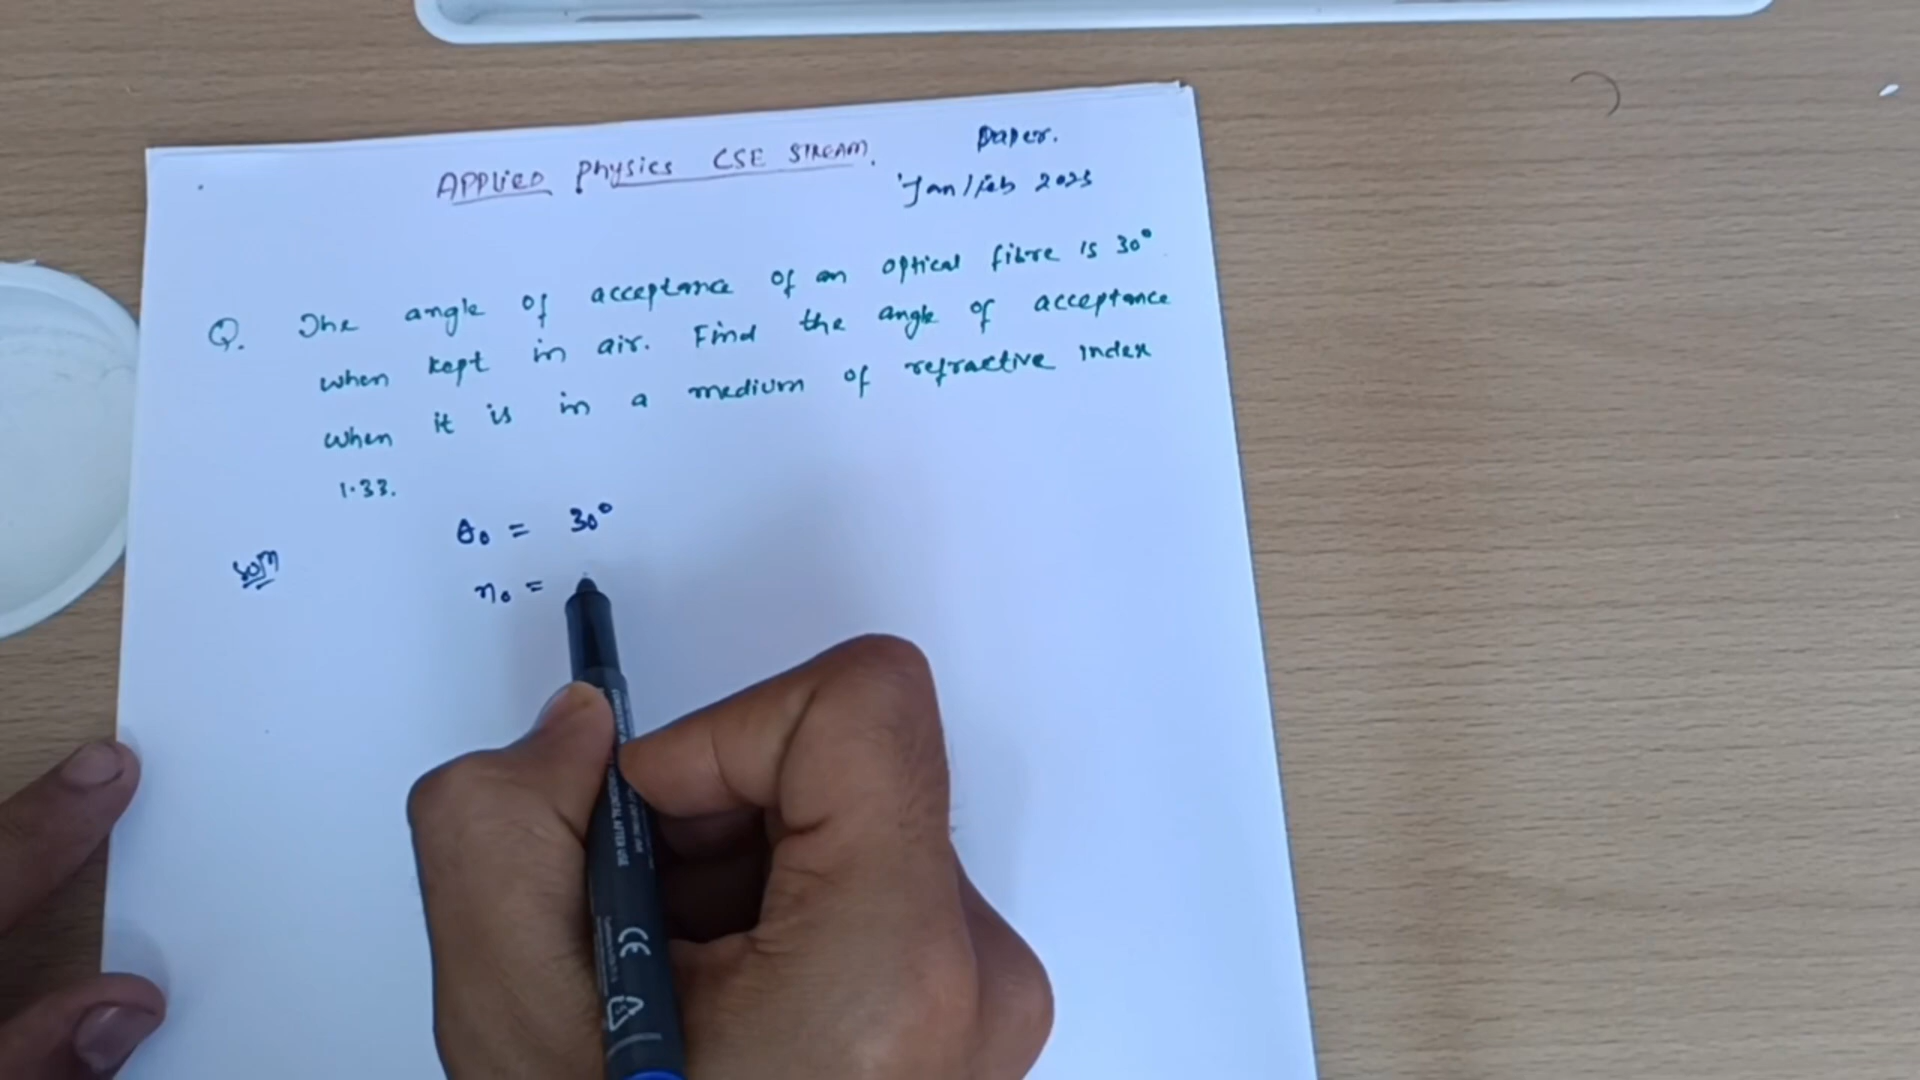 APPLIED Physics CSE STREAM.
paper.
Jan/Feb 2025
Q. The angle of acceptance of an optical fibre is 30°
when kept in air. Find the angle of acceptance
when it is in a medium of refractive index
1.33.
Soln
θ₀ = 30°
n₀ =
CE